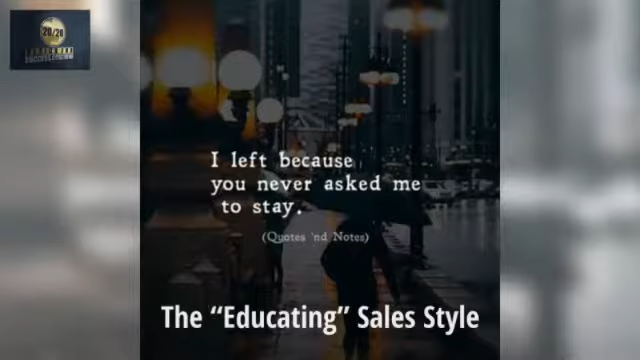 20/20
I left because
you never asked me
to stay.
(Quotes 'nd Notes)
The “Educating” Sales Style